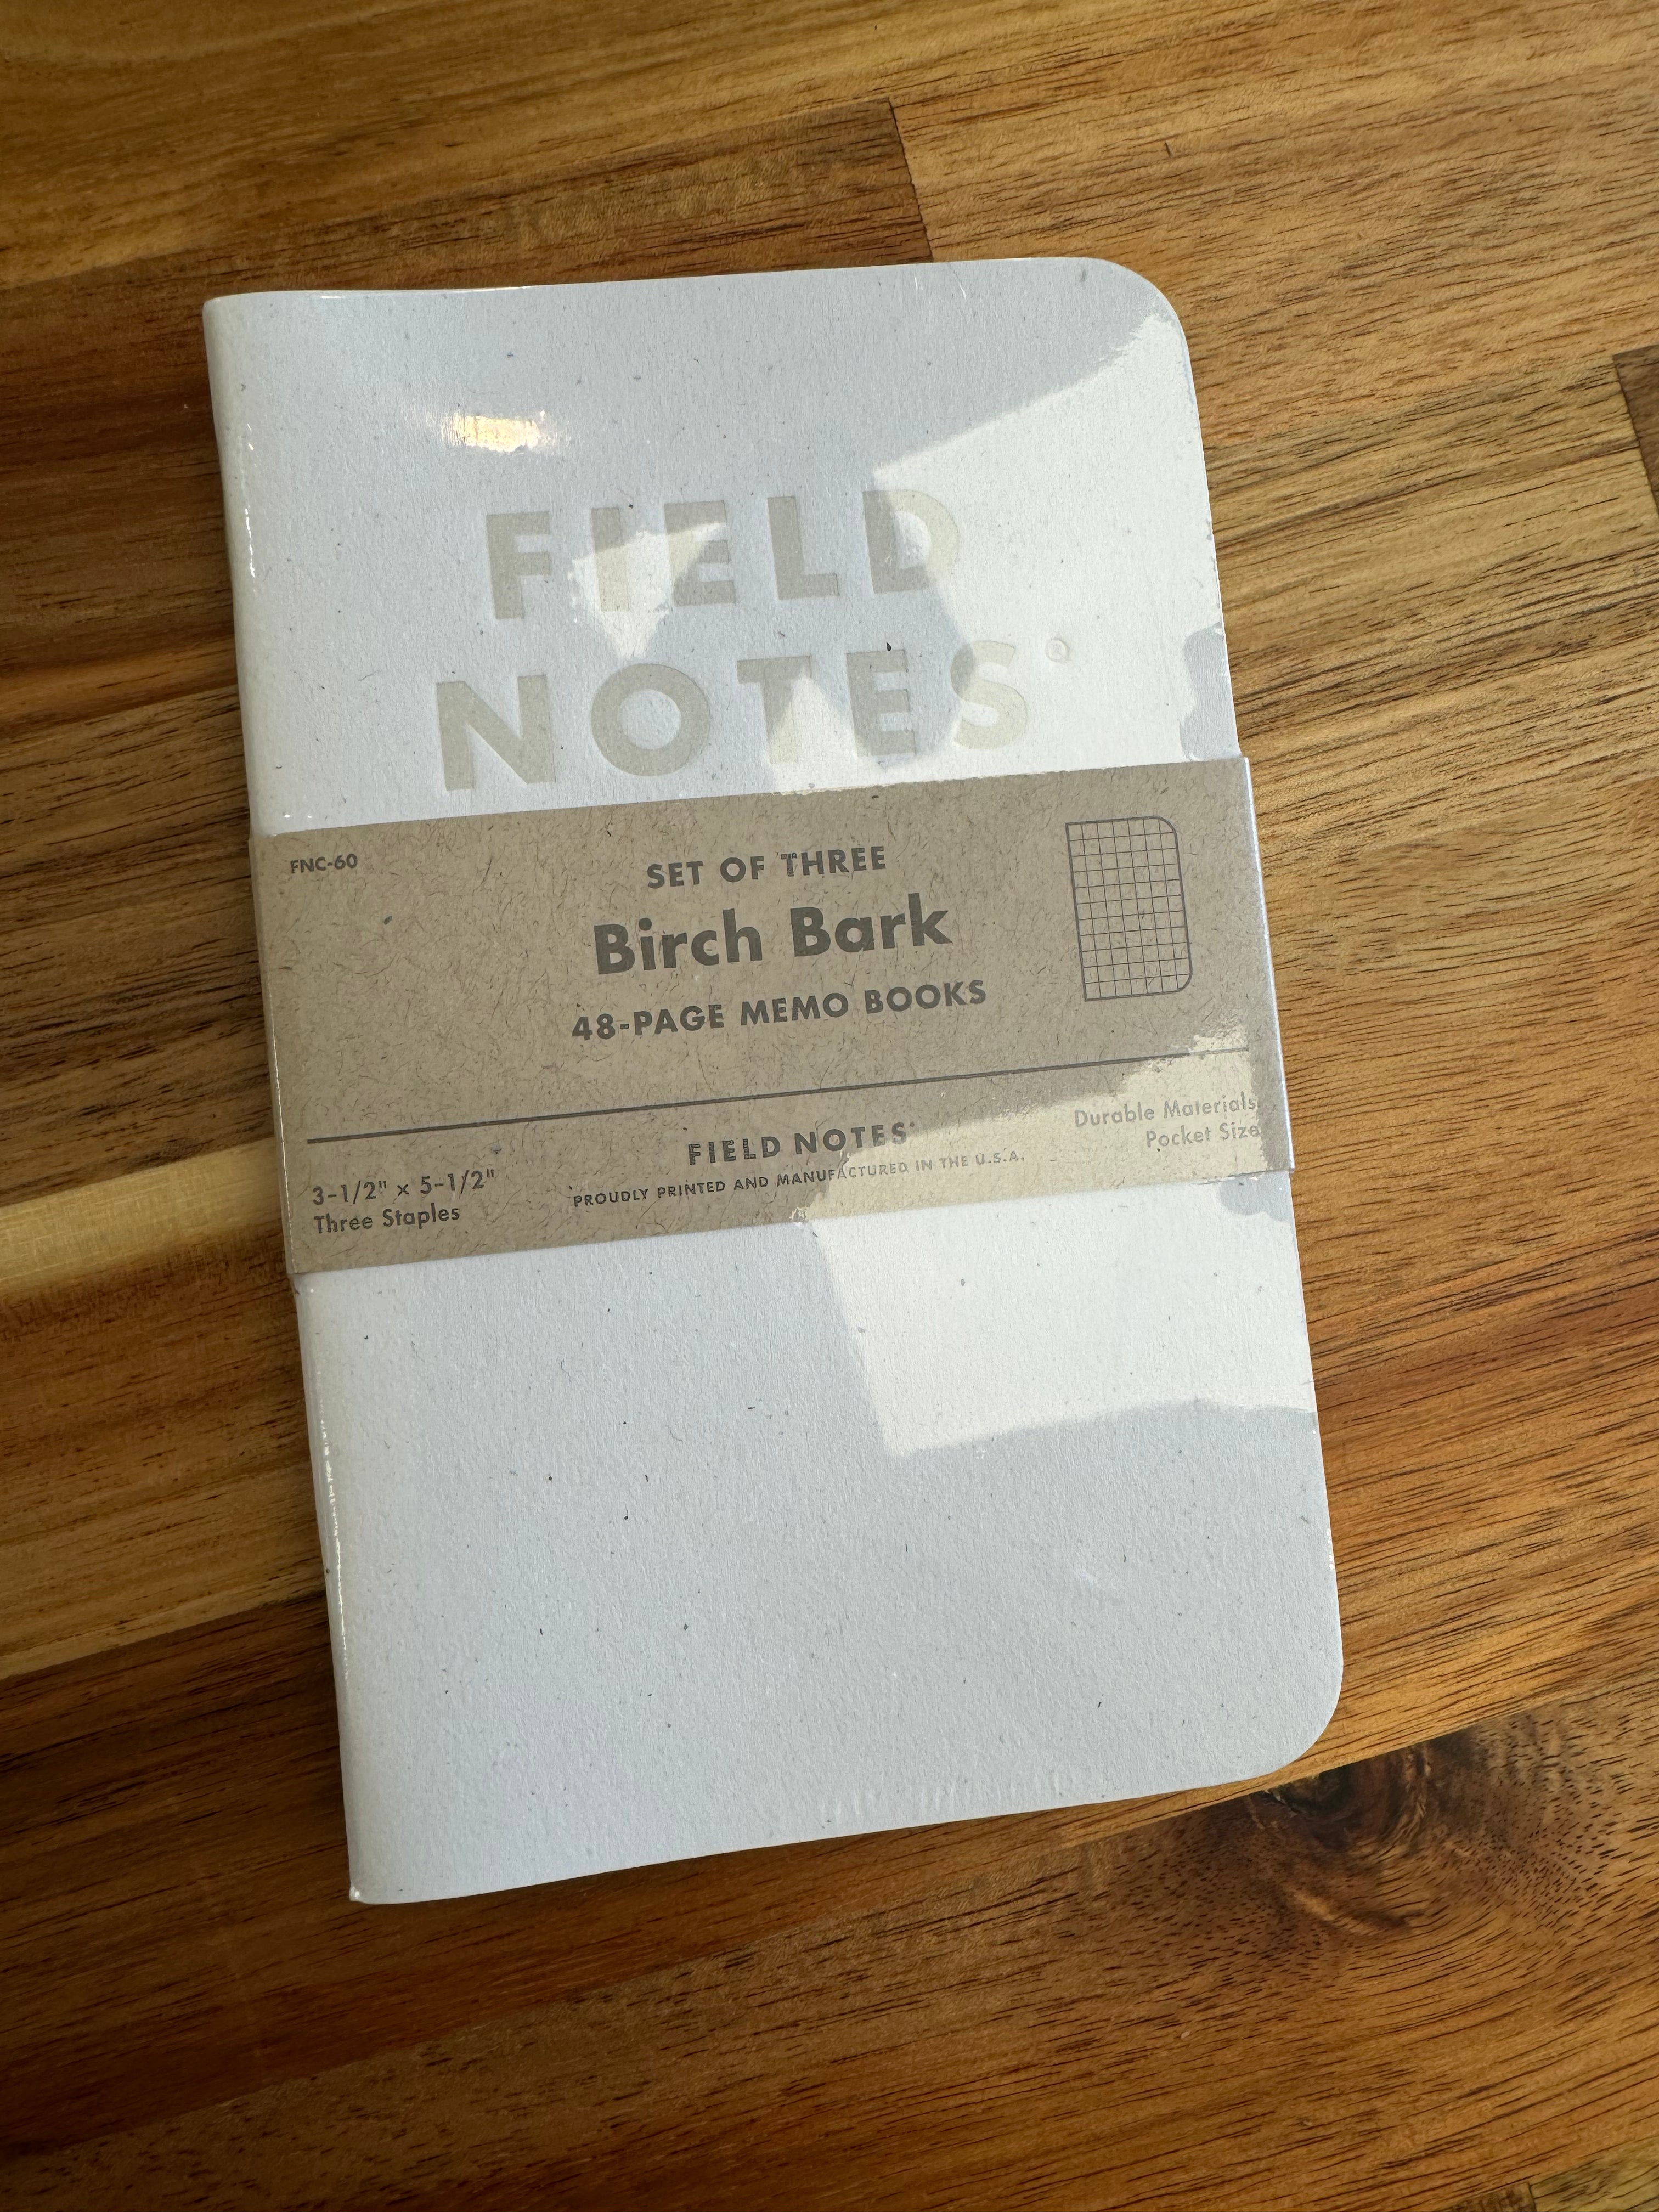 FIELD
NOTES®
FNC-60
SET OF THREE
Birch Bark
48-PAGE MEMO BOOKS
3-1/2" × 5-1/2"
Three Staples
FIELD NOTES®
PROUDLY PRINTED AND MANUFACTURED IN THE U.S.A.
Durable Materials
Pocket Size